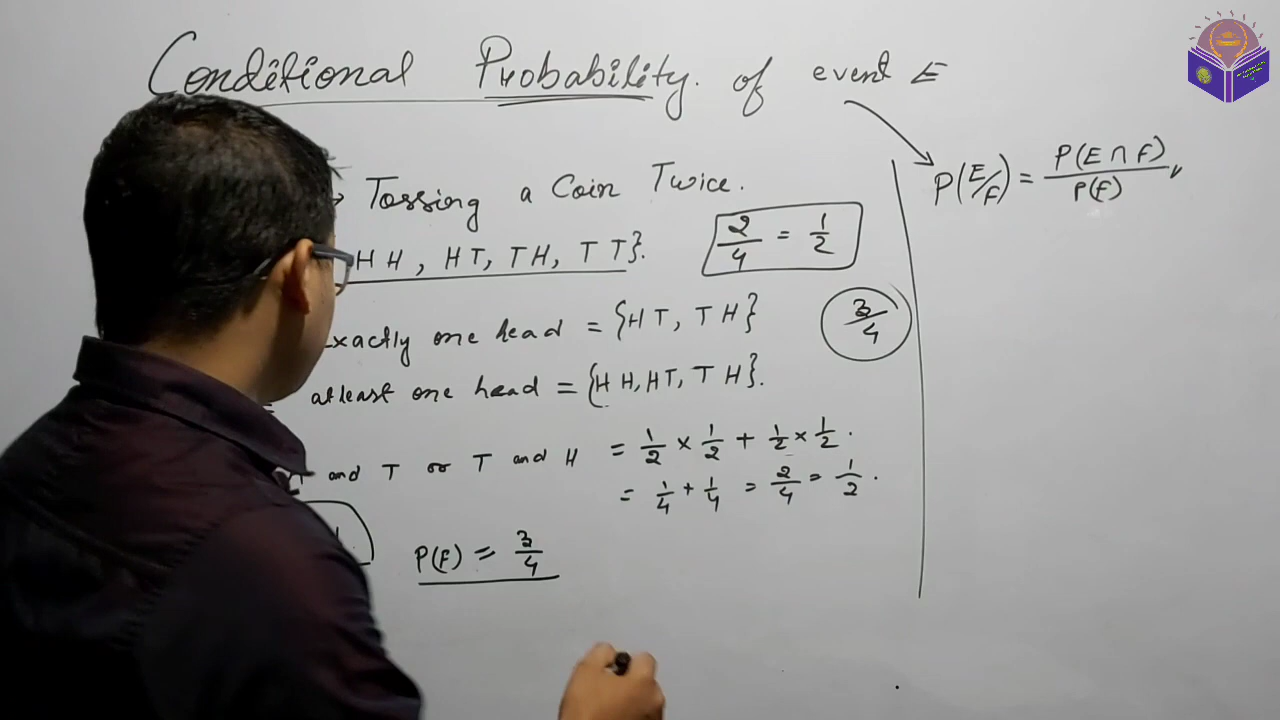 Conditional Probability. of event E
P(E/F) = P(E ∩ F) / P(F)
→ Tossing a Coin Twice.
HH, HT, TH, TT}.
2/4 = 1/2
xactly one head = {HT, TH}
3/4
atleast one head = {HH, HT, TH}.
and T or T and H = 1/2 × 1/2 + 1/2 × 1/2.
= 1/4 + 1/4 = 2/4 = 1/2.
P(F) = 3/4